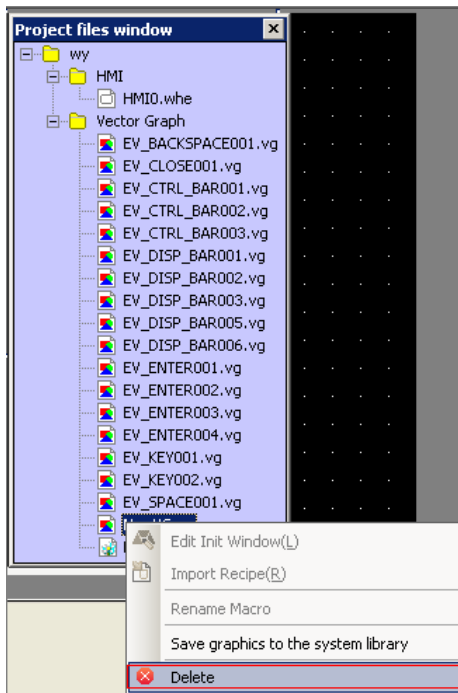 Project files window
wy
HMI
HMI0.whe
Vector Graph
EV_BACKSPACE001.vg
EV_CLOSE001.vg
EV_CTRL_BAR001.vg
EV_CTRL_BAR002.vg
EV_CTRL_BAR003.vg
EV_DISP_BAR001.vg
EV_DISP_BAR002.vg
EV_DISP_BAR003.vg
EV_DISP_BAR005.vg
EV_DISP_BAR006.vg
EV_ENTER001.vg
EV_ENTER002.vg
EV_ENTER003.vg
EV_ENTER004.vg
EV_KEY001.vg
EV_KEY002.vg
EV_SPACE001.vg
Edit Init Window(L)
Import Recipe(R)
Rename Macro
Save graphics to the system library
Delete